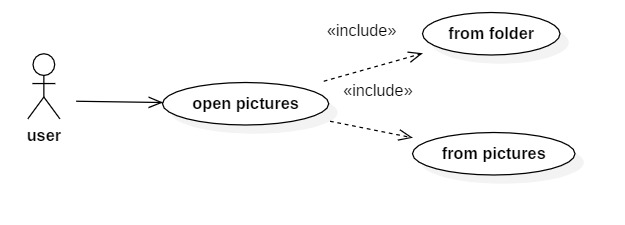 «include»
from folder
«include»
open pictures
user
from pictures